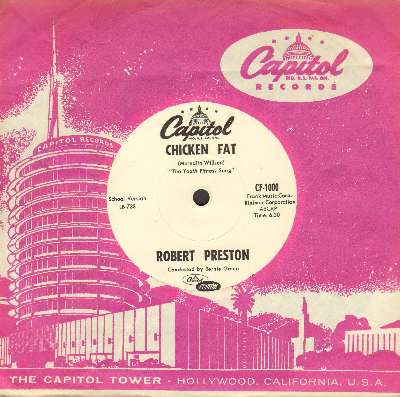 Capitol
REG. U.S. PAT. OFF.
RECORDS
CAPITOL RECORDS
Capitol
CHICKEN FAT
(Meredith Willson)
"The Youth Fitness Song"
School Version
CF-1000
Frank Music Corp.-
Rinimer Corporation
ASCAP
Time: 6:30
ROBERT PRESTON
Conducted by Bernie Green
THE CAPITOL TOWER · HOLLYWOOD, CALIFORNIA, U.S.A.